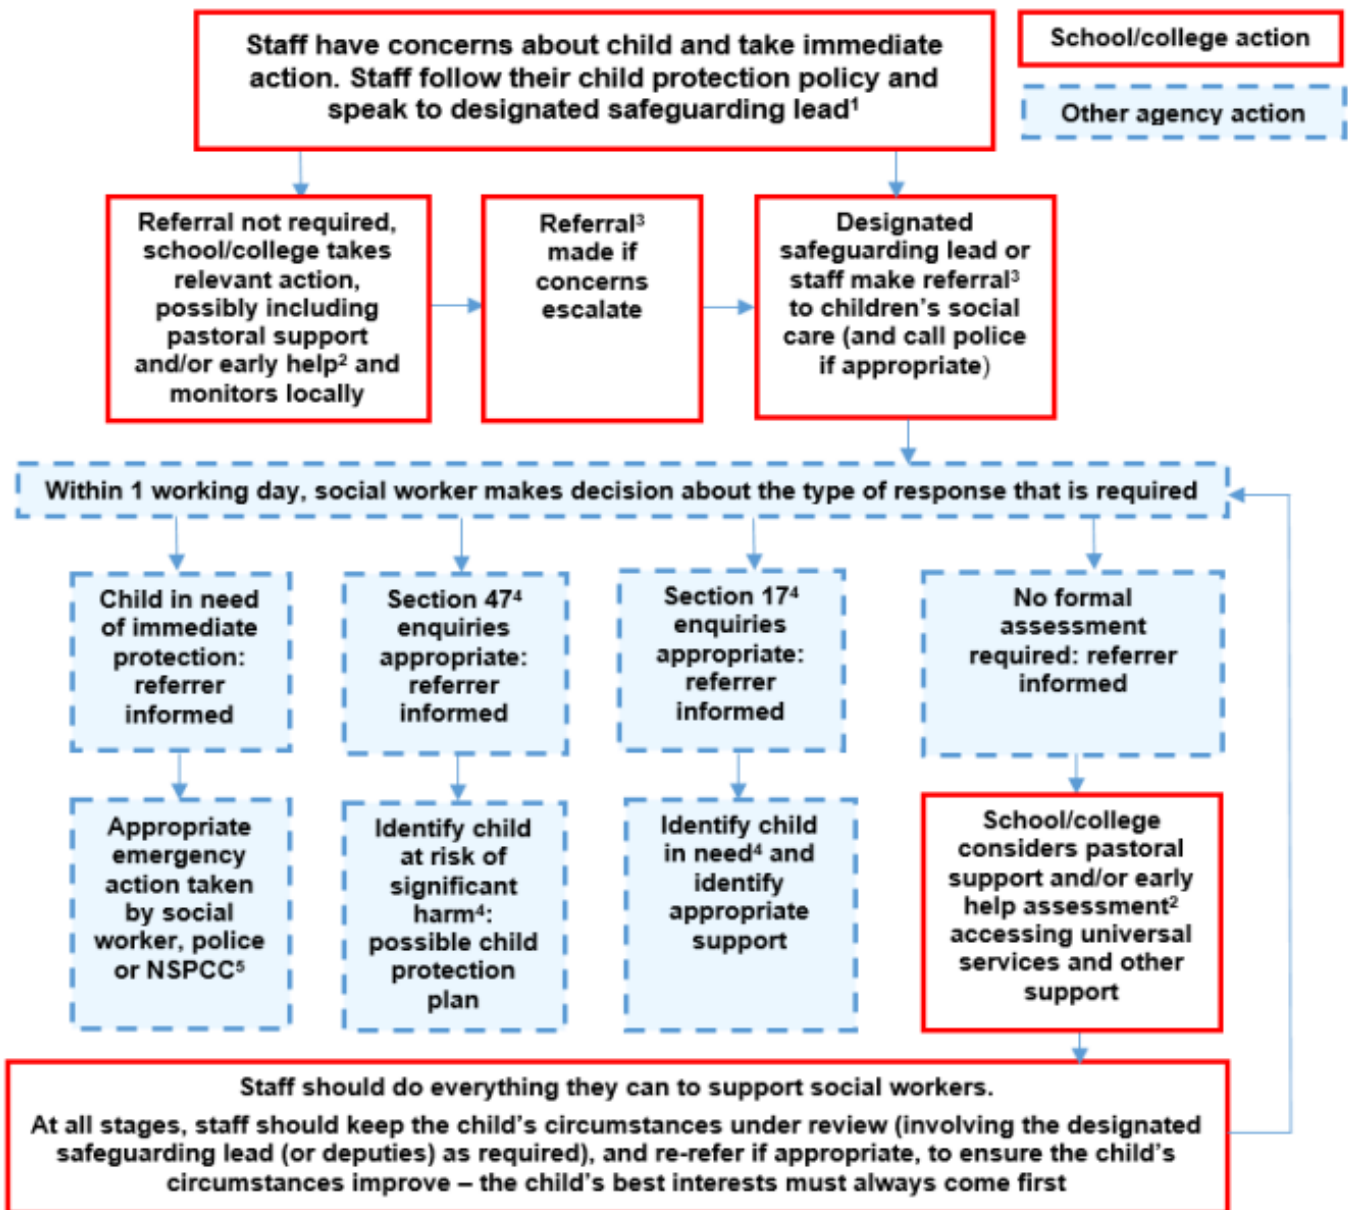 Staff have concerns about child and take immediate
action. Staff follow their child protection policy and
speak to designated safeguarding lead¹
School/college action
Other agency action
Referral not required,
school/college takes
relevant action,
possibly including
pastoral support
and/or early help² and
monitors locally
Referral³
made if
concerns
escalate
Designated
safeguarding lead or
staff make referral³
to children’s social
care (and call police
if appropriate)
Within 1 working day, social worker makes decision about the type of response that is required
Child in need
of immediate
protection:
referrer
informed
Section 47⁴
enquiries
appropriate:
referrer
informed
Section 17⁴
enquiries
appropriate:
referrer
informed
No formal
assessment
required: referrer
informed
Appropriate
emergency
action taken
by social
worker, police
or NSPCC⁵
Identify child
at risk of
significant
harm⁴:
possible child
protection
plan
Identify child
in need⁴ and
identify
appropriate
support
School/college
considers pastoral
support and/or early
help assessment²
accessing universal
services and other
support
Staff should do everything they can to support social workers.
At all stages, staff should keep the child’s circumstances under review (involving the designated
safeguarding lead (or deputies) as required), and re-refer if appropriate, to ensure the child’s
circumstances improve – the child’s best interests must always come first